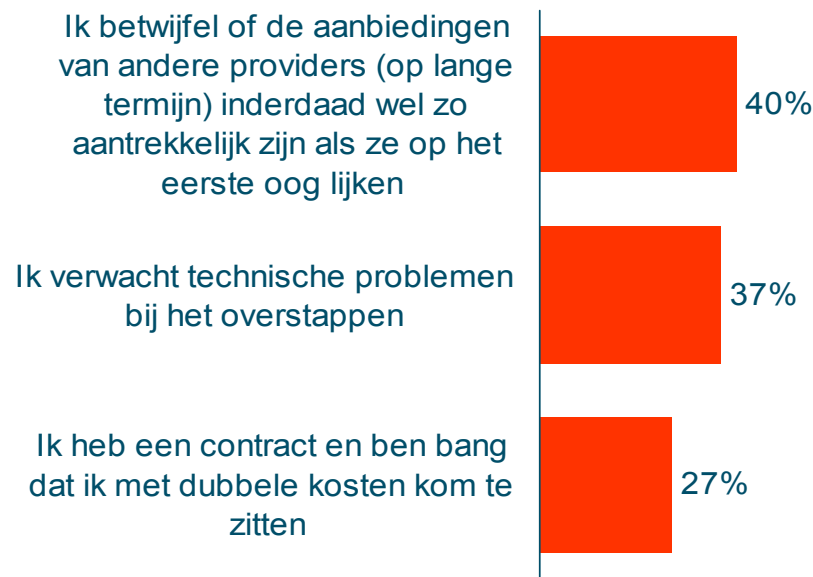 Ik betwijfel of de aanbiedingen
van andere providers (op lange
termijn) inderdaad wel zo
aantrekkelijk zijn als ze op het
eerste oog lijken
40%
Ik verwacht technische problemen
bij het overstappen
37%
Ik heb een contract en ben bang
dat ik met dubbele kosten kom te
zitten
27%